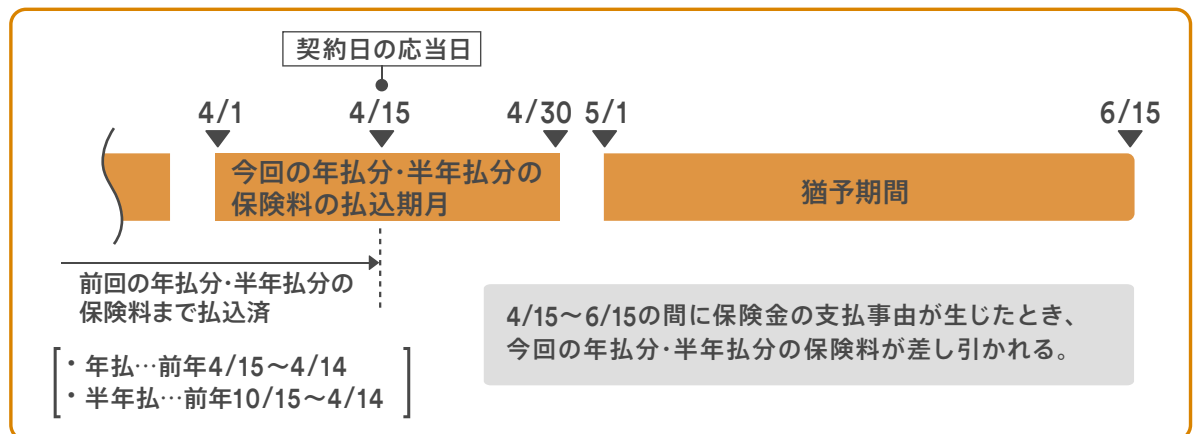 契約日の応当日
4/1
4/15
4/30
5/1
6/15
今回の年払分･半年払分の
保険料の払込期月
猶予期間
前回の年払分･半年払分の
保険料まで払込済
・年払…前年4/15～4/14
・半年払…前年10/15～4/14
4/15～6/15の間に保険金の支払事由が生じたとき、
今回の年払分･半年払分の保険料が差し引かれる。